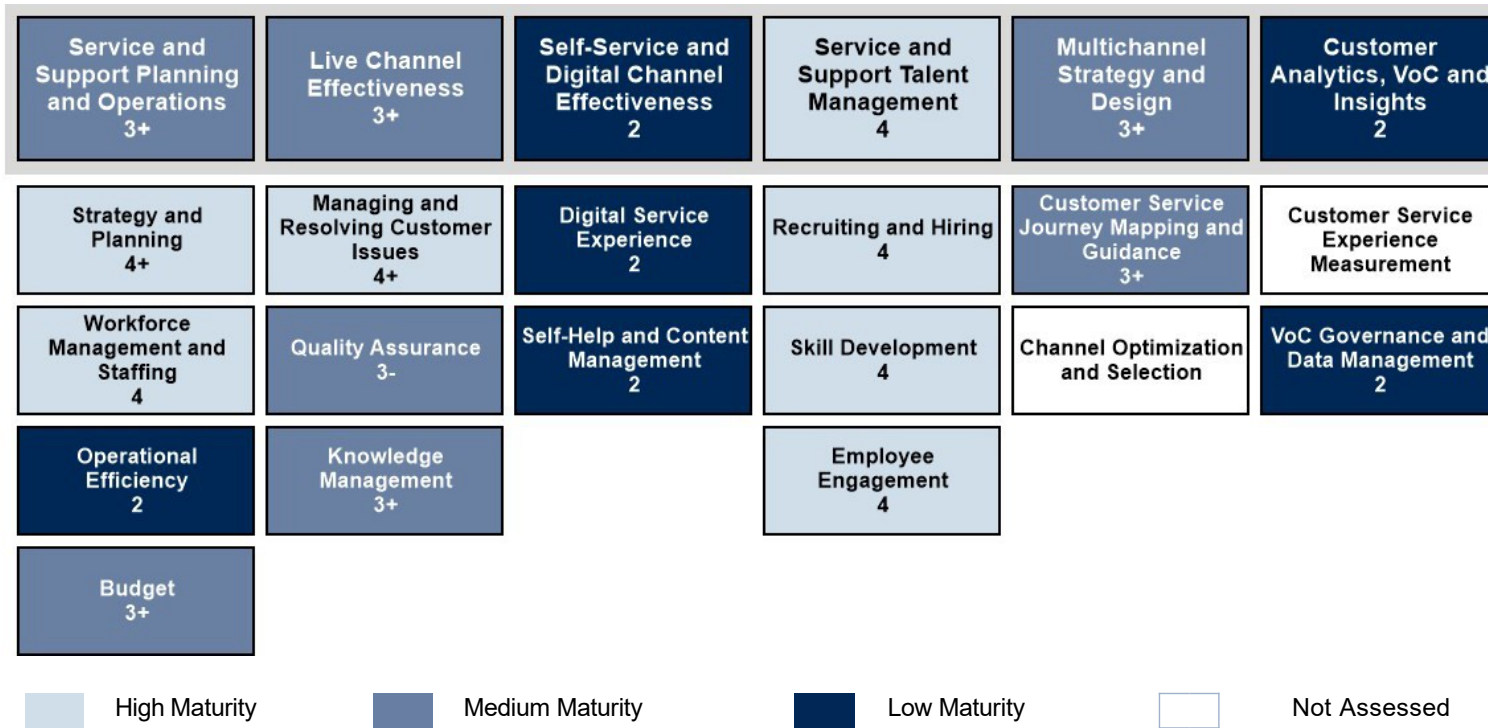 Service and
Support Planning
and Operations
3+
Live Channel
Effectiveness
3+
Self-Service and
Digital Channel
Effectiveness
2
Service and
Support Talent
Management
4
Multichannel
Strategy and
Design
3+
Customer
Analytics, VoC and
Insights
2
Strategy and
Planning
4+
Managing and
Resolving Customer
Issues
4+
Digital Service
Experience
2
Recruiting and Hiring
4
Customer Service
Journey Mapping and
Guidance
3+
Customer Service
Experience
Measurement
Workforce
Management and
Staffing
4
Quality Assurance
3-
Self-Help and Content
Management
2
Skill Development
4
Channel Optimization
and Selection
VoC Governance and
Data Management
2
Operational
Efficiency
2
Knowledge
Management
3+
Employee
Engagement
4
Budget
3+
High Maturity
Medium Maturity
Low Maturity
Not Assessed